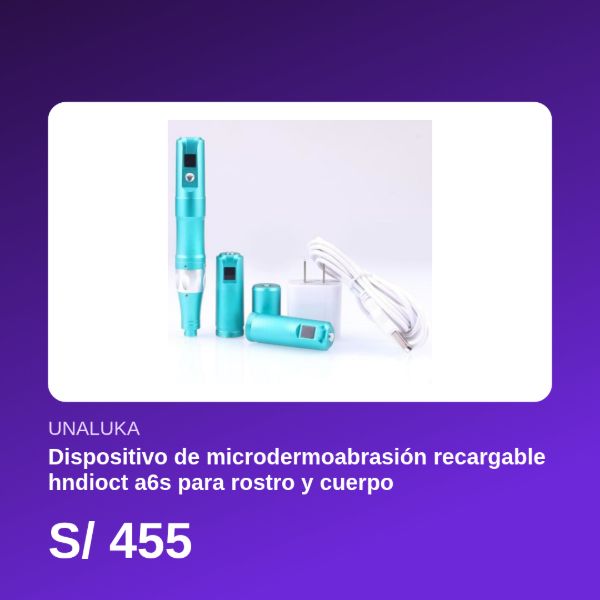 UNALUKA
Dispositivo de microdermoabrasión recargable
hndioct a6s para rostro y cuerpo
S/ 455